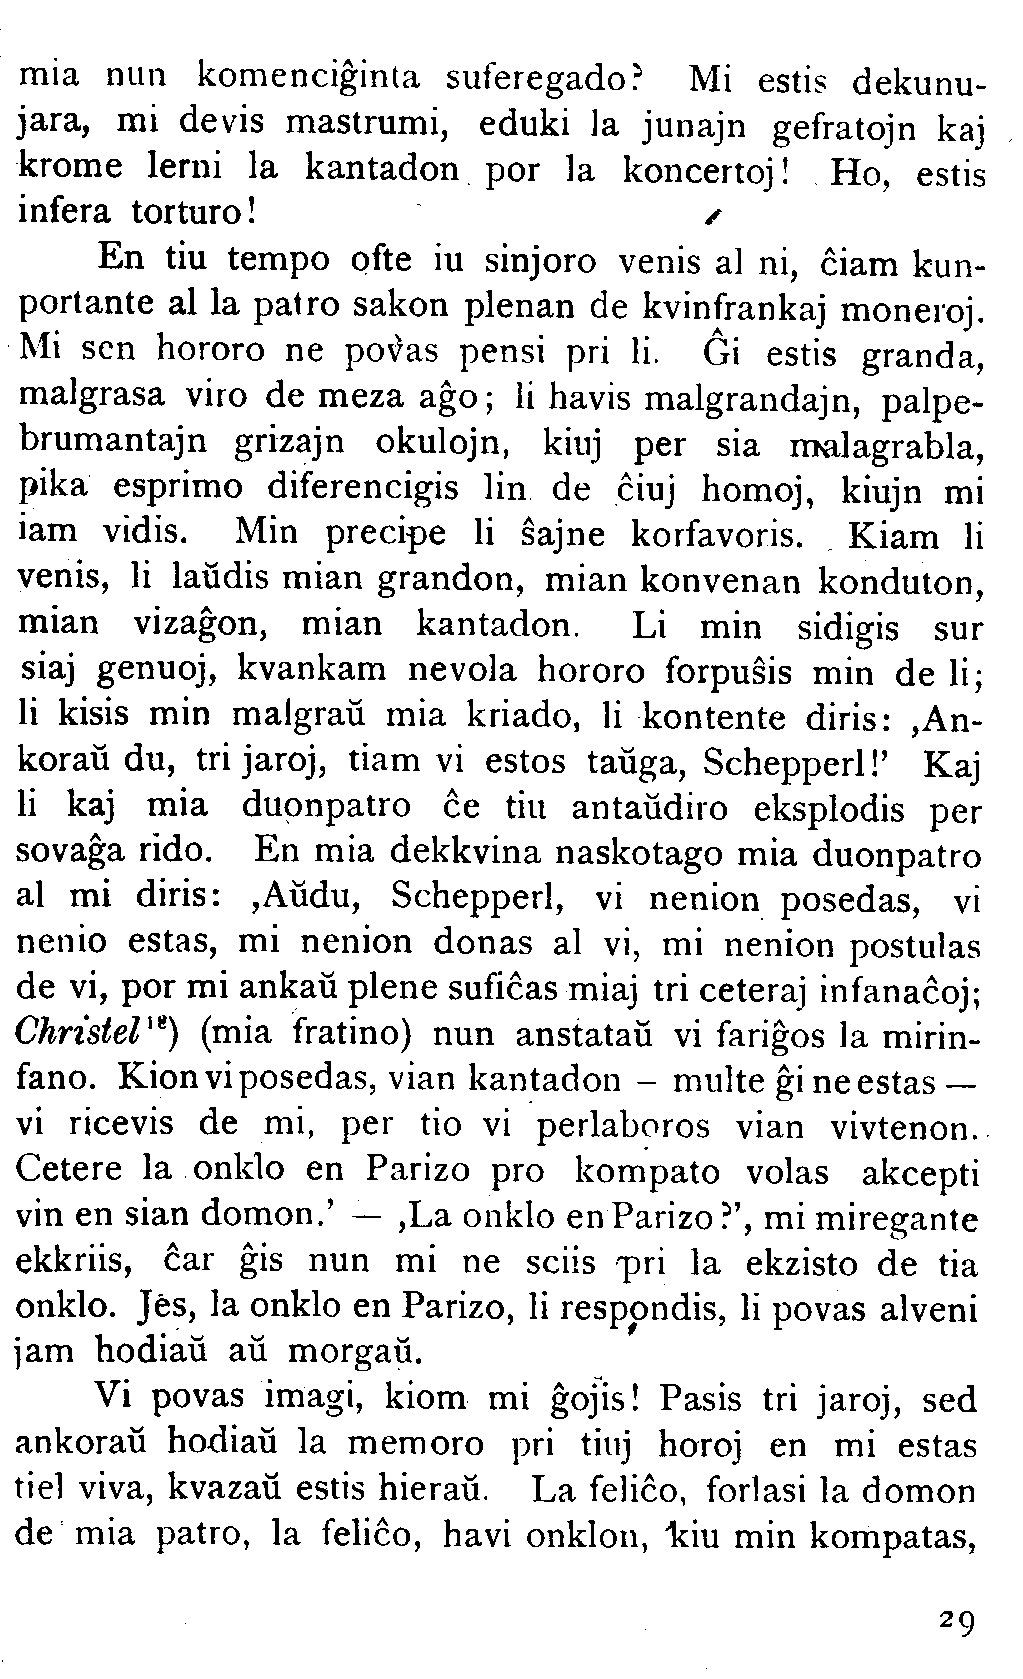 mia nun komenciĝinta suferegado? Mi estis dekunu-
jara, mi devis mastrumi, eduki la junajn gefratojn kaj
krome lerni la kantadon por la koncertoj! Ho, estis
infera torturo!
En tiu tempo ofte iu sinjoro venis al ni, ĉiam kun-
portante al la patro sakon plenan de kvinfrankaj moneroj.
Mi sen hororo ne povas pensi pri li. Ĝi estis granda,
malgrasa viro de meza aĝo; li havis malgrandajn, palpe-
brumantajn grizajn okulojn, kiuj per sia malagrabla,
pika esprimo diferencigis lin de ĉiuj homoj, kiujn mi
iam vidis. Min precipe li ŝajne korfavoris. Kiam li
venis, li laŭdis mian grandon, mian konvenan konduton,
mian vizaĝon, mian kantadon. Li min sidigis sur
siaj genuoj, kvankam nevola hororo forpuŝis min de li;
li kisis min malgraŭ mia kriado, li kontente diris: ‚An-
koraŭ du, tri jaroj, tiam vi estos taŭga, Schepperl!’ Kaj
li kaj mia duonpatro ĉe tiu antaŭdiro eksplodis per
sovaĝa rido. En mia dekkvina naskotago mia duonpatro
al mi diris: ‚Aŭdu, Schepperl, vi nenion posedas, vi
nenio estas, mi nenion donas al vi, mi nenion postulas
de vi, por mi ankaŭ plene sufiĉas miaj tri ceteraj infanaĉoj;
Christel¹⁸) (mia fratino) nun anstataŭ vi fariĝos la mirin-
fano. Kion vi posedas, vian kantadon – multe ĝi ne estas —
vi ricevis de mi, per tio vi perlaboros vian vivtenon.
Cetere la onklo en Parizo pro kompato volas akcepti
vin en sian domon.’ — ‚La onklo en Parizo?’, mi miregante
ekkriis, ĉar ĝis nun mi ne sciis pri la ekzisto de tia
onklo. Jes, la onklo en Parizo, li respondis, li povas alveni
jam hodiaŭ aŭ morgaŭ.
Vi povas imagi, kiom mi ĝojis! Pasis tri jaroj, sed
ankoraŭ hodiaŭ la memoro pri tiuj horoj en mi estas
tiel viva, kvazaŭ estis hieraŭ. La feliĉo, forlasi la domon
de mia patro, la feliĉo, havi onklon, kiu min kompatas,
29